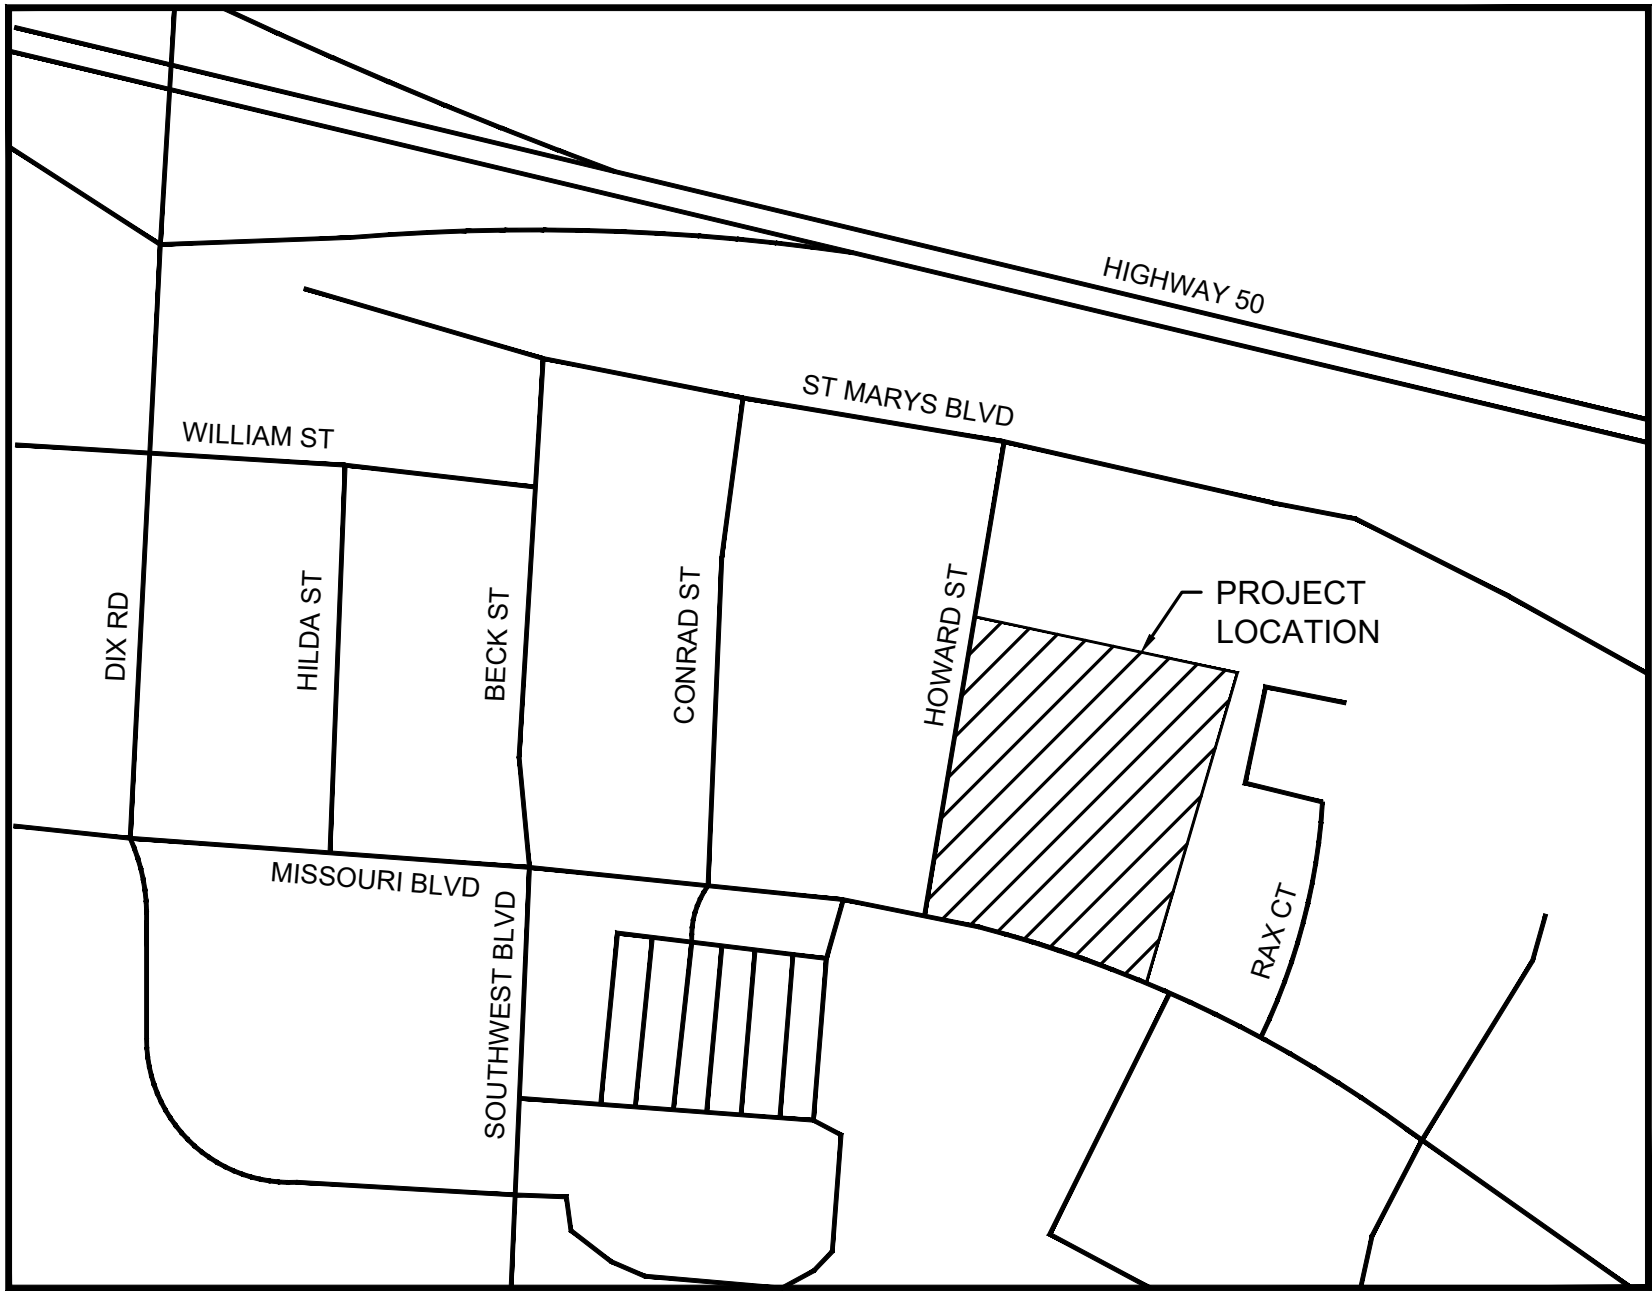 HIGHWAY 50
ST MARYS BLVD
WILLIAM ST
DIX RD
HILDA ST
BECK ST
CONRAD ST
HOWARD ST
PROJECT
LOCATION
MISSOURI BLVD
SOUTHWEST BLVD
RAX CT